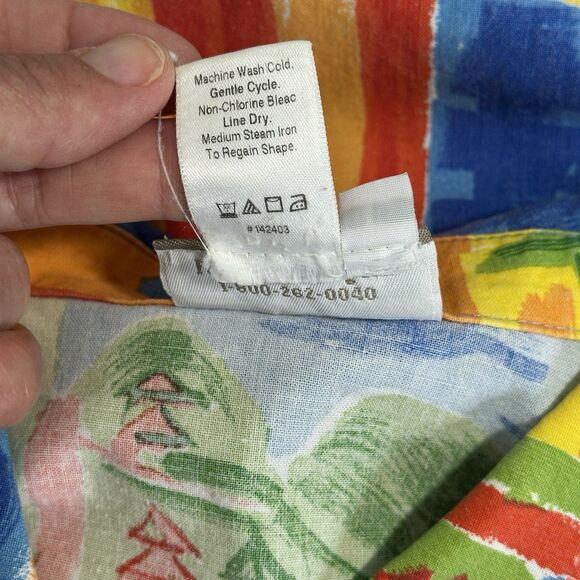 Machine Wash Cold.
Gentle Cycle.
Non-Chlorine Bleac
Line Dry.
Medium Steam Iron
To Regain Shape.
#142403
1-800-262-0040